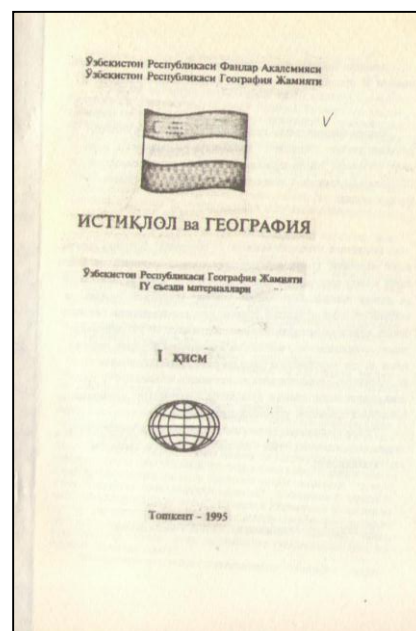 Ўзбекистон Республикаси Фанлар Академияси
Ўзбекистон Республикаси География Жамияти
ИСТИҚЛОЛ ва ГЕОГРАФИЯ
Ўзбекистон Республикаси География Жамияти
IY съезди материаллари
I қисм
Тошкент - 1995